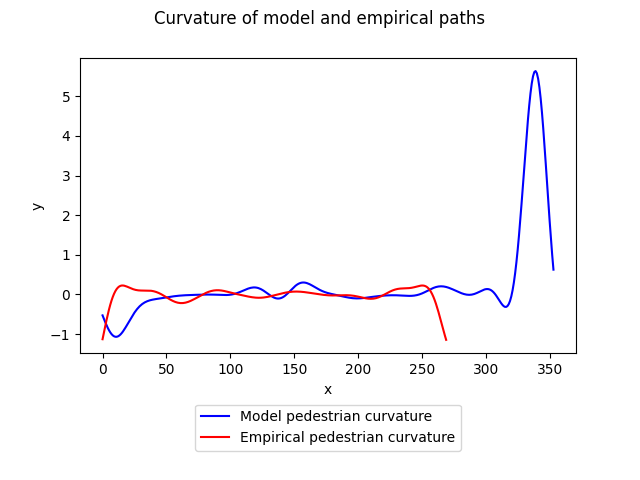 Curvature of model and empirical paths
y
5
4
3
2
1
0
−1
0 50 100 150 200 250 300 350
x
Model pedestrian curvature
Empirical pedestrian curvature